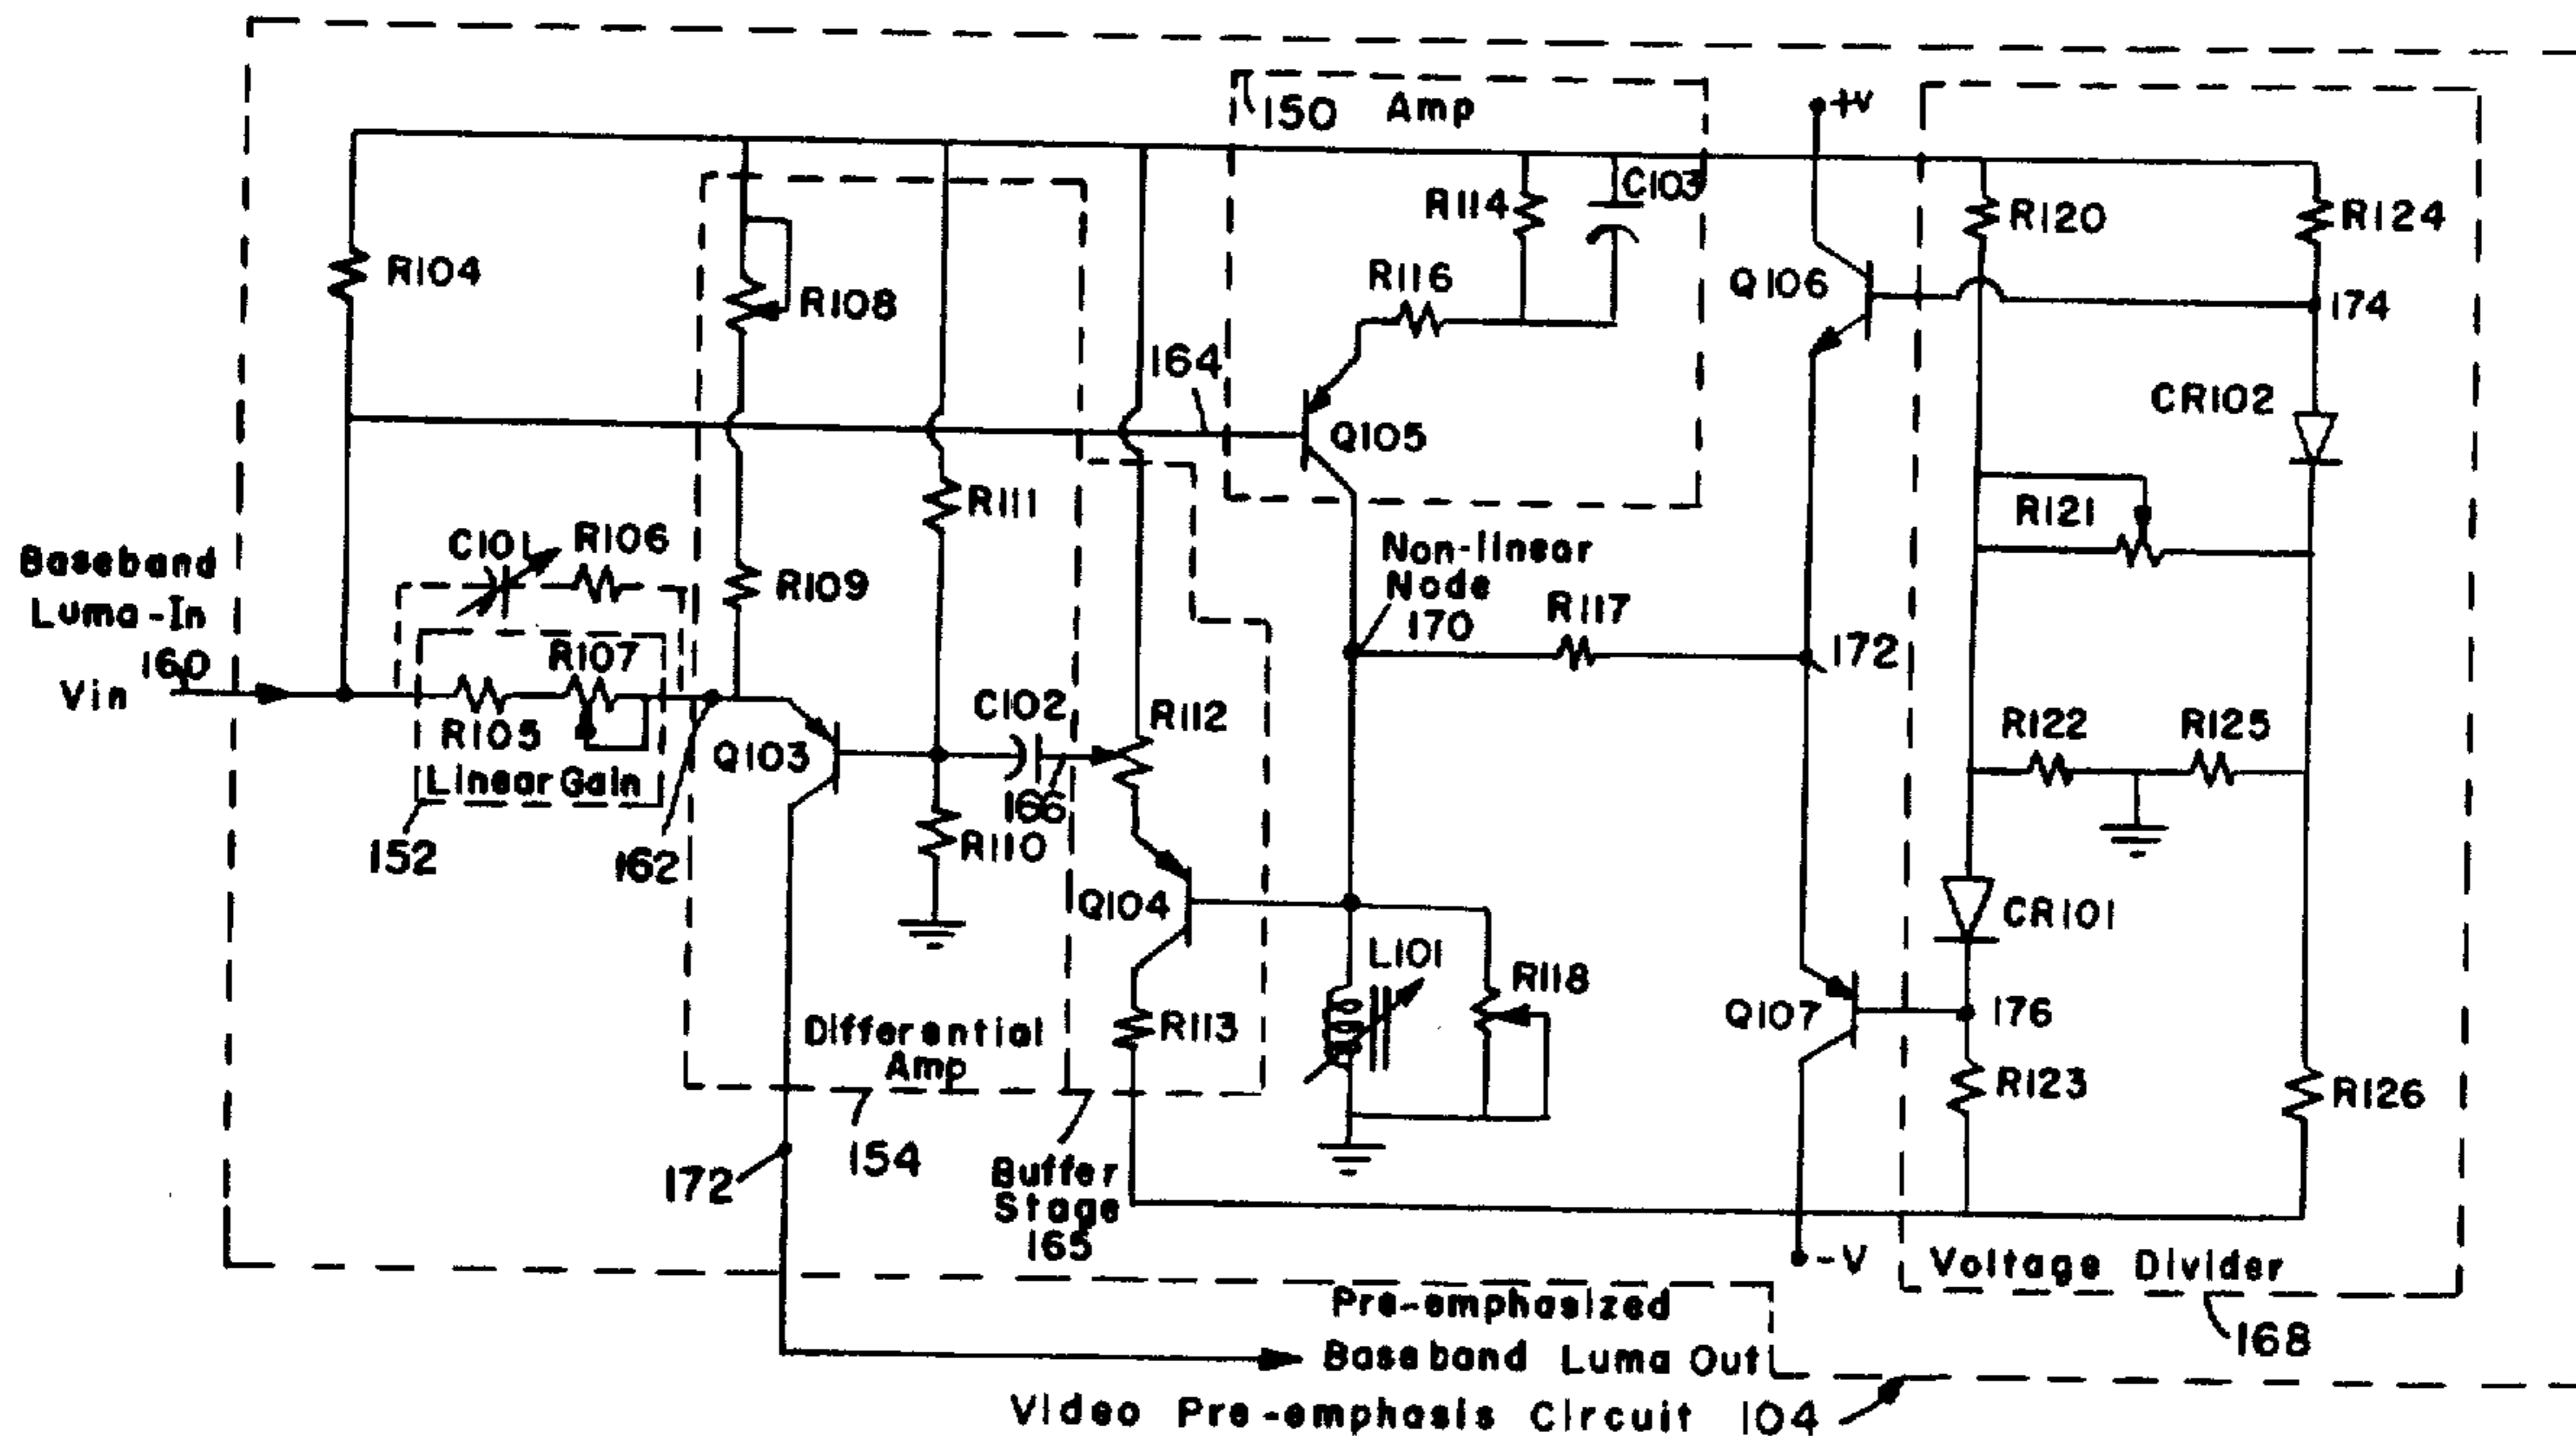 150 Amp
+V
C103
R114
R120
R124
R104
R116
Q106
R108
174
164
CR102
Q105
R111
R121
Baseband
Luma-In
160
Vin
C101
R106
R109
Non-linear
Node
170
R117
172
R107
C102
R112
R122
R125
R105
Q103
Linear Gain
166
R110
152
162
Q104
CR101
L101
R118
R113
Q107
176
Differential
Amp
R123
R126
154
172
Buffer
Stage
165
-V
Voltage Divider
168
Pre-emphasized
Baseband Luma Out
Video Pre-emphasis Circuit 104